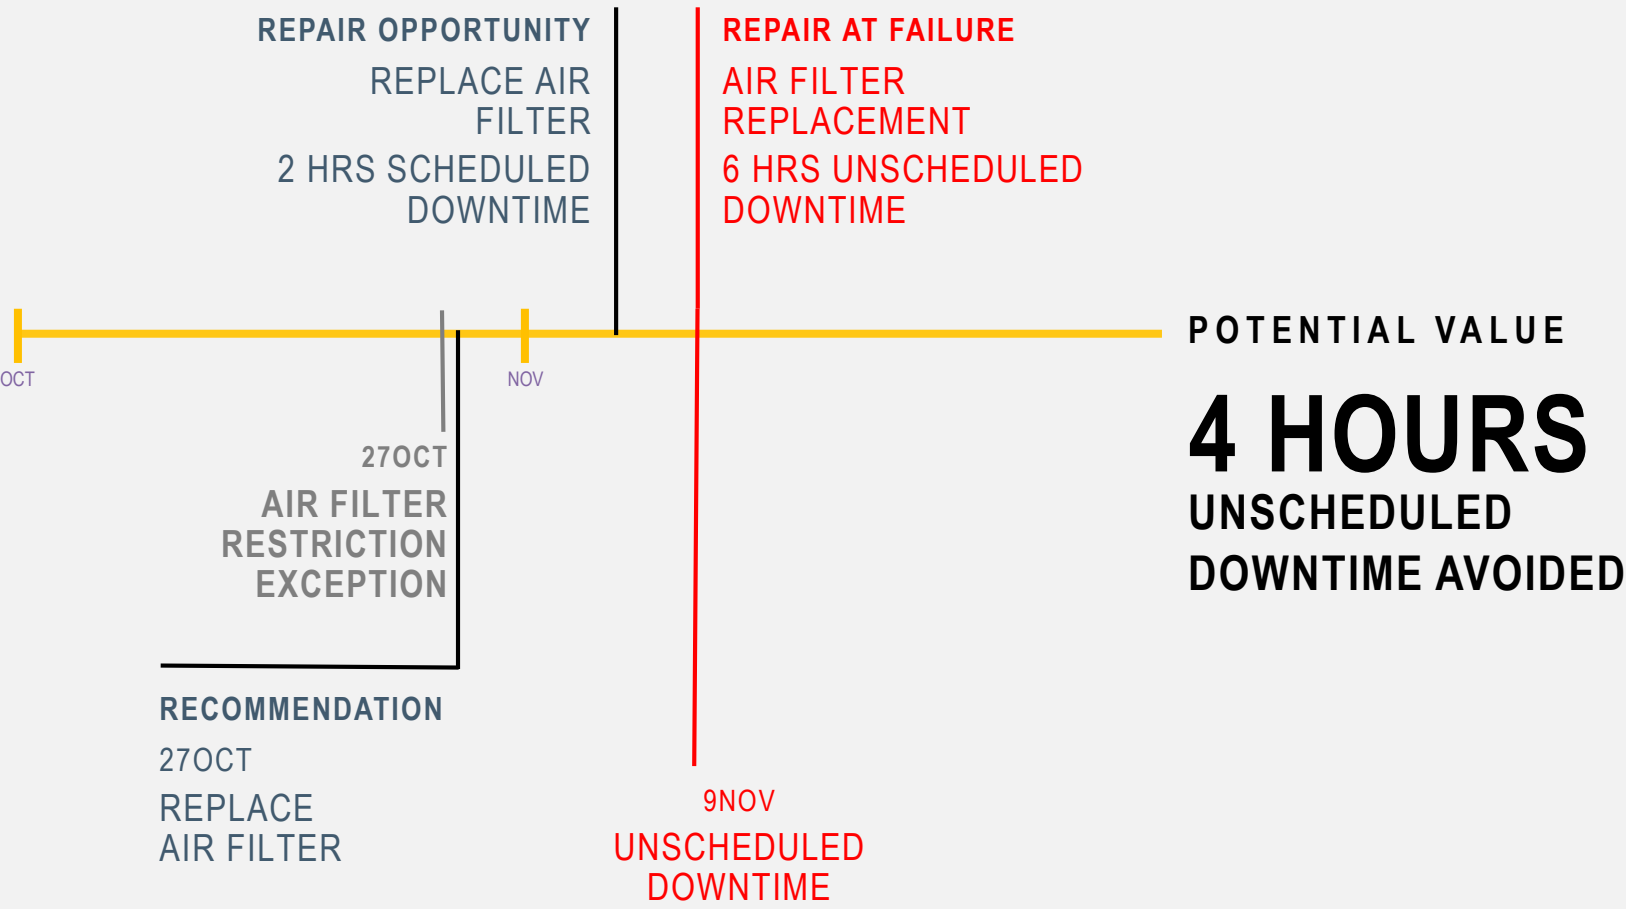 REPAIR OPPORTUNITY
REPLACE AIR
FILTER
2 HRS SCHEDULED
DOWNTIME
REPAIR AT FAILURE
AIR FILTER
REPLACEMENT
6 HRS UNSCHEDULED
DOWNTIME
OCT
NOV
27OCT
AIR FILTER
RESTRICTION
EXCEPTION
RECOMMENDATION
27OCT
REPLACE
AIR FILTER
9NOV
UNSCHEDULED
DOWNTIME
POTENTIAL VALUE
4 HOURS
UNSCHEDULED
DOWNTIME AVOIDED